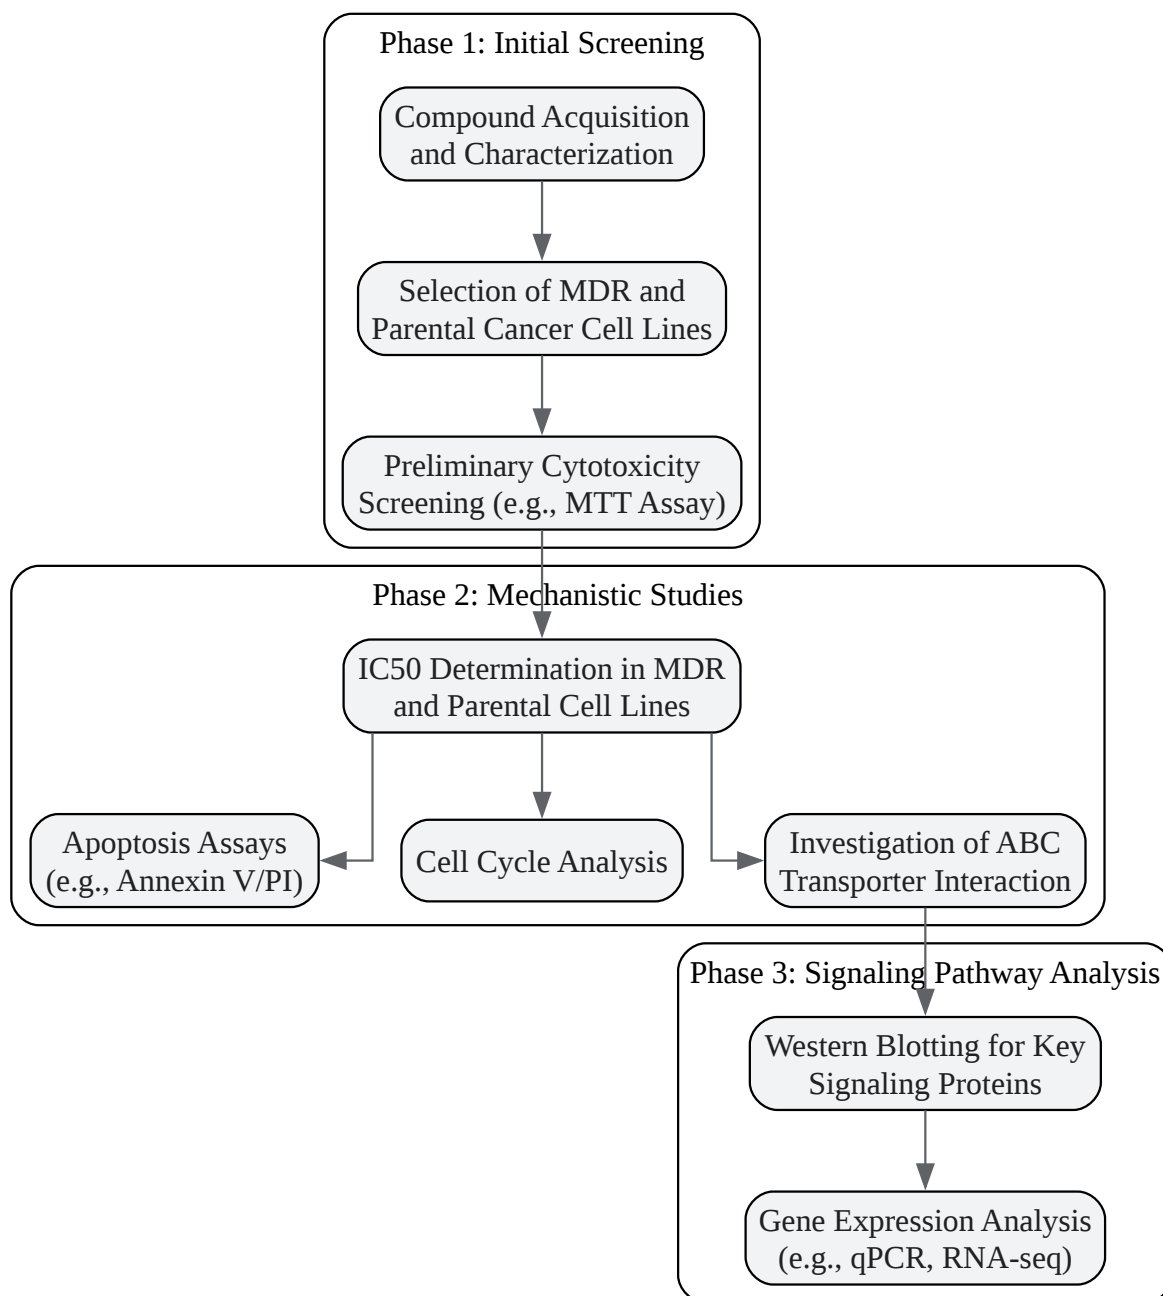 Phase 1: Initial Screening
Compound Acquisition
and Characterization
Selection of MDR and
Parental Cancer Cell Lines
Preliminary Cytotoxicity
Screening (e.g., MTT Assay)
Phase 2: Mechanistic Studies
IC50 Determination in MDR
and Parental Cell Lines
Apoptosis Assays
(e.g., Annexin V/PI)
Cell Cycle Analysis
Investigation of ABC
Transporter Interaction
Phase 3: Signaling Pathway Analysis
Western Blotting for Key
Signaling Proteins
Gene Expression Analysis
(e.g., qPCR, RNA-seq)